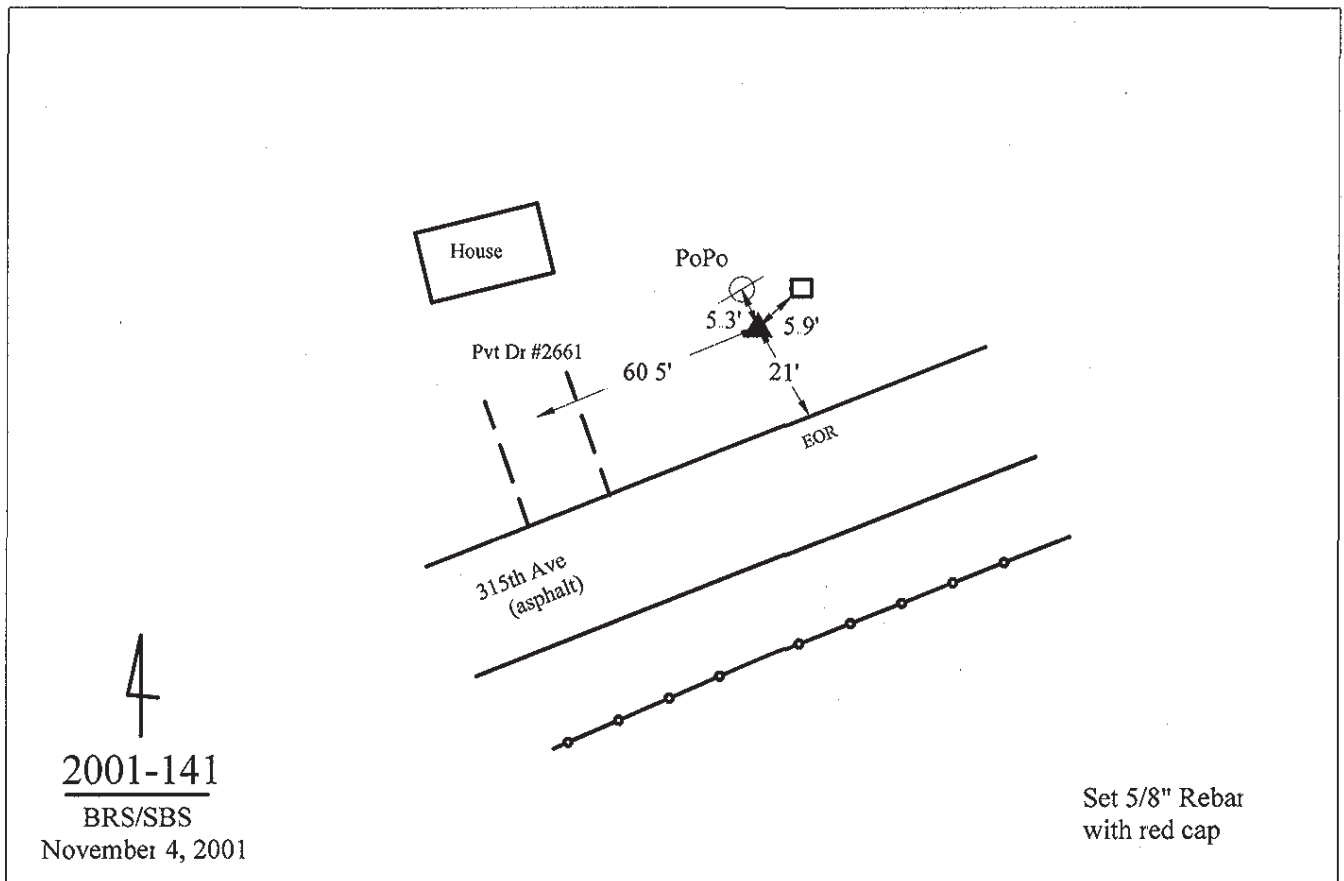 House
PoPo
5.3'
5.9'
Pvt Dr #2661
60 5'
21'
EOR
315th Ave
(asphalt)
2001-141
BRS/SBS
November 4, 2001
Set 5/8" Rebar
with red cap